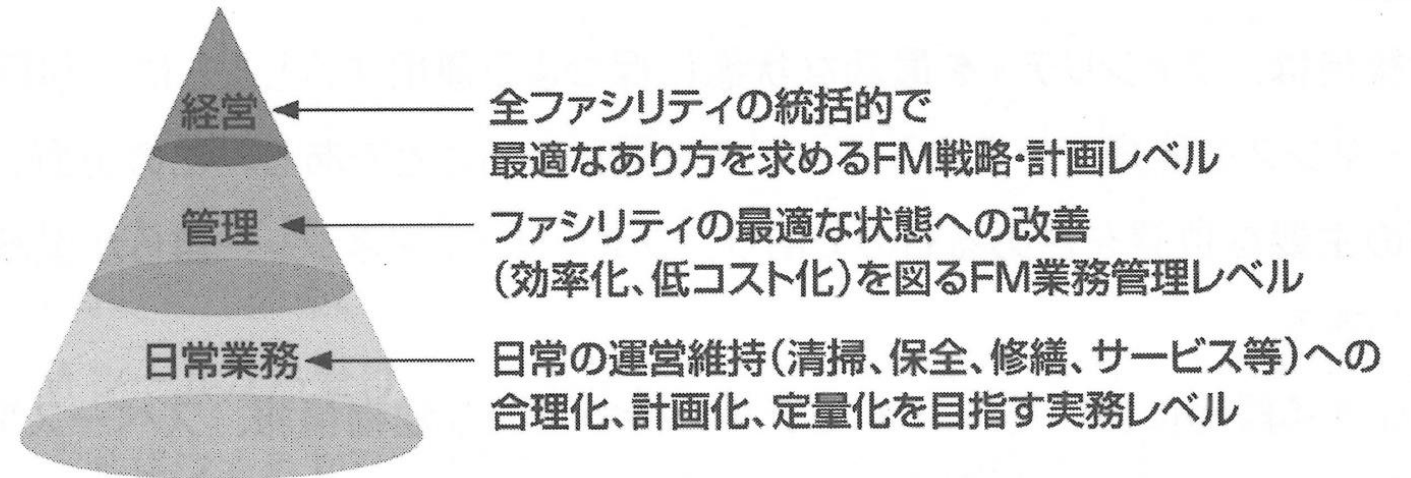 経営
全ファシリティの統括的で
最適なあり方を求めるFM戦略・計画レベル
管理
ファシリティの最適な状態への改善
(効率化、低コスト化)を図るFM業務管理レベル
日常業務
日常の運営維持(清掃、保全、修繕、サービス等)への
合理化、計画化、定量化を目指す実務レベル